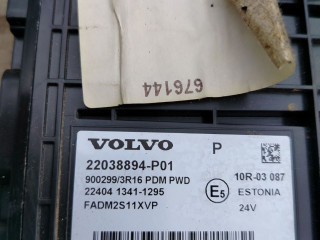 676144
VOLVO
P
22038894-P01
900299/3R16 PDM PWD
10R-03 087
22404 1341-1295
E5
ESTONIA
FADM2S11XVP
24V